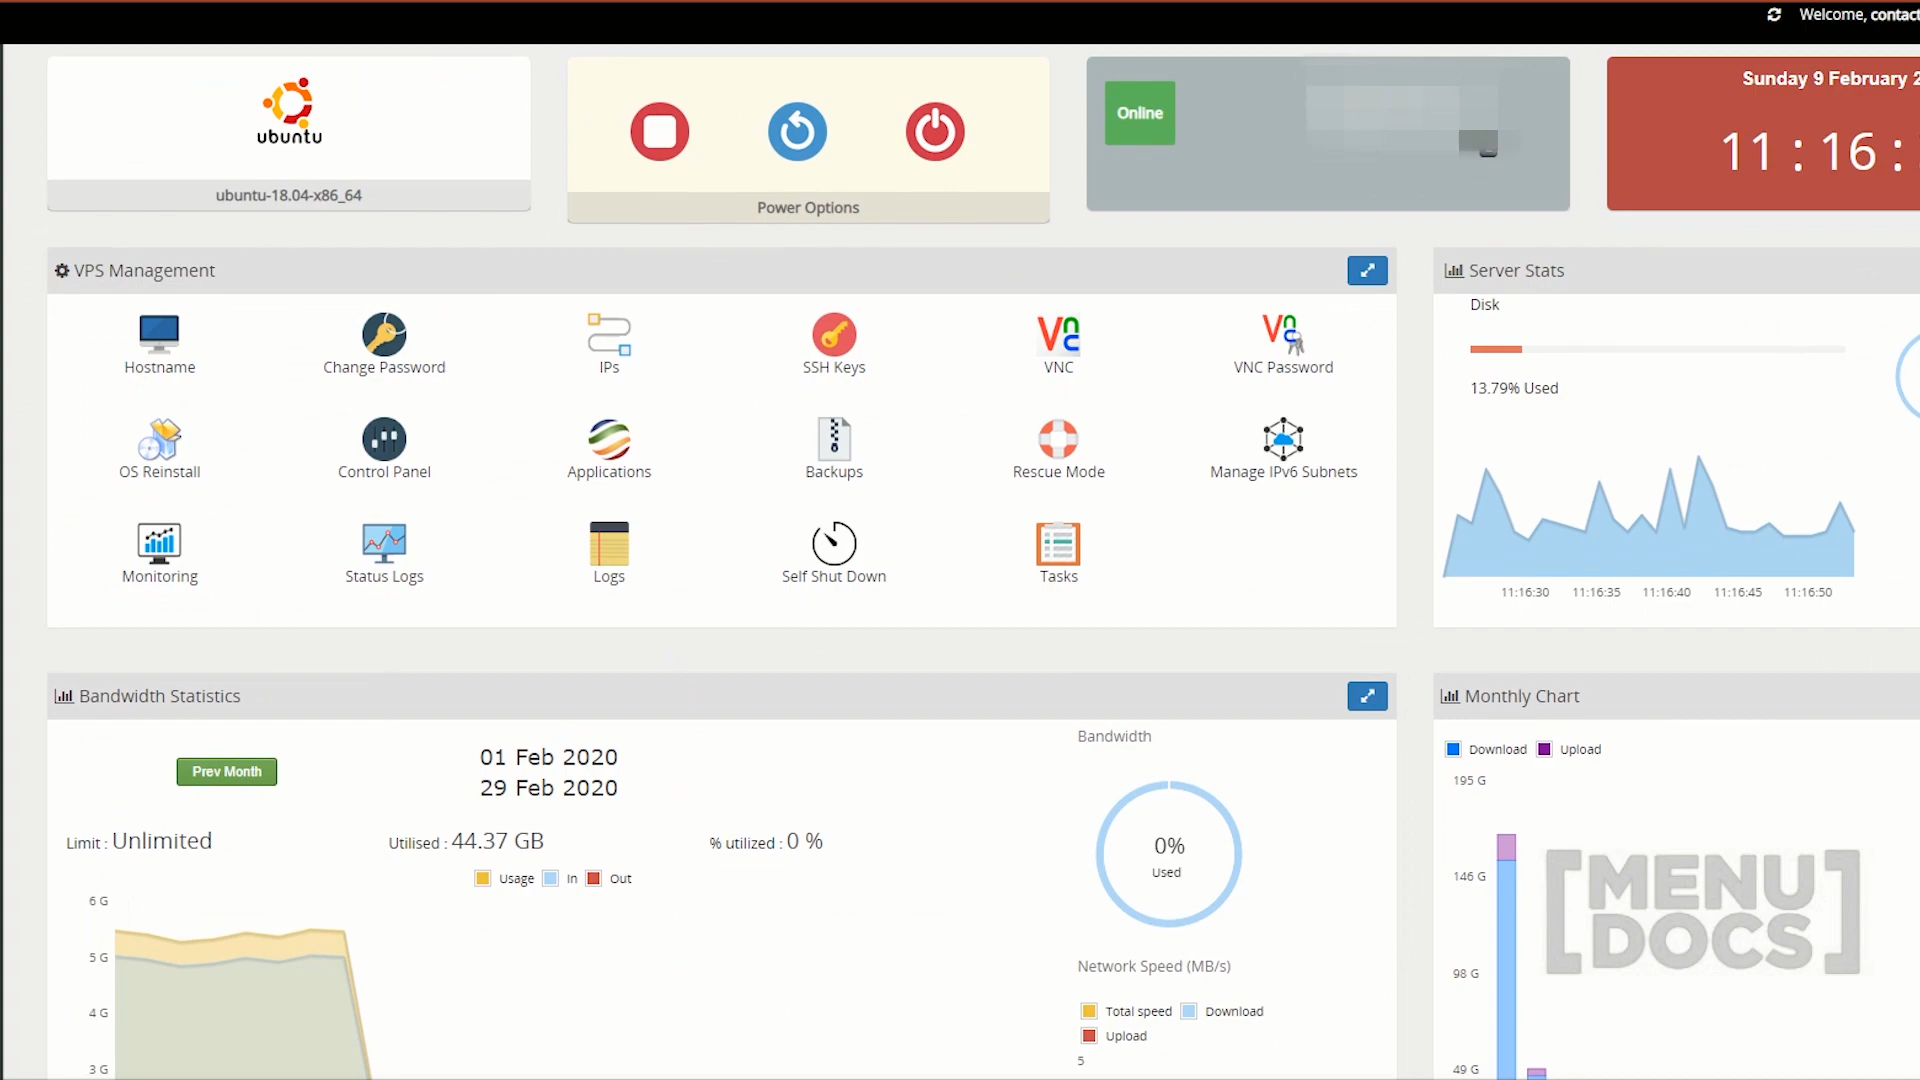 Welcome, contact
ubuntu
ubuntu-18.04-x86_64
Power Options
Online
Sunday 9 February 2
11 : 16 :
VPS Management
Hostname
Change Password
IPs
SSH Keys
VNC
VNC
VNC Password
OS Reinstall
Control Panel
Applications
Backups
Rescue Mode
Manage IPv6 Subnets
Monitoring
Status Logs
Logs
Self Shut Down
Tasks
Server Stats
Disk
13.79% Used
11:16:30 11:16:35 11:16:40 11:16:45 11:16:50
Bandwidth Statistics
Prev Month
01 Feb 2020
29 Feb 2020
Limit : Unlimited
Utilised : 44.37 GB
% utilized : 0 %
Usage In Out
6 G
5 G
4 G
3 G
Bandwidth
0%
Used
Network Speed (MB/s)
Total speed Download
Upload
5
Monthly Chart
Download Upload
195 G
146 G
98 G
49 G
[MENU
DOCS]